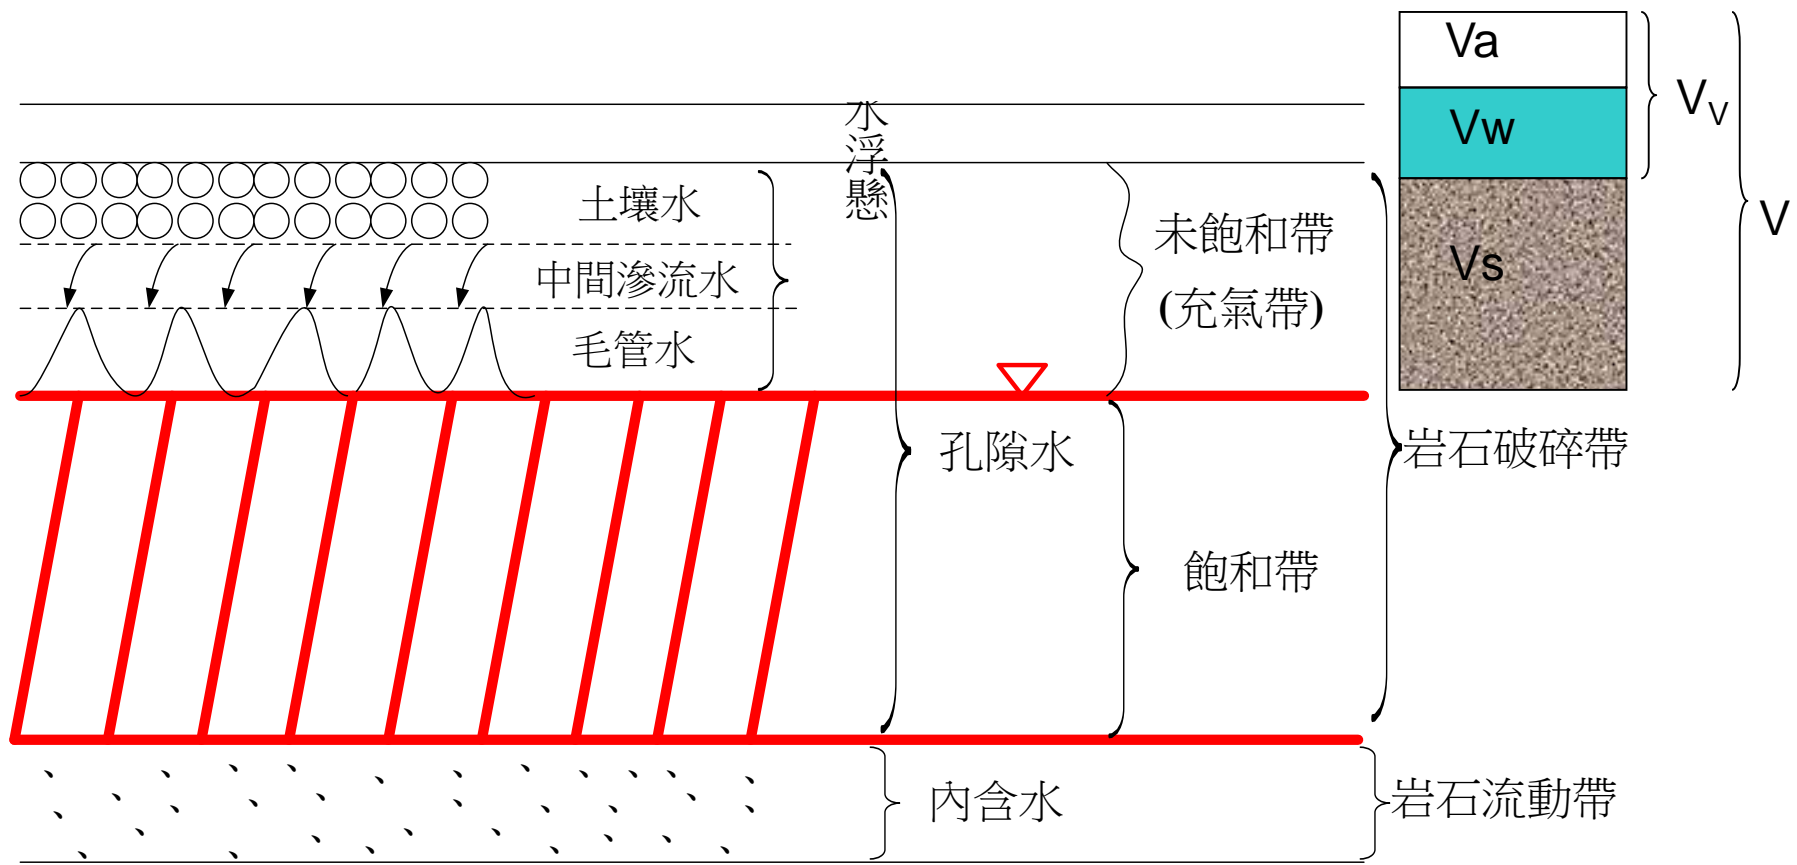 Va
Vw
Vs
VV
V
水
浮
懸
土壤水
中間滲流水
毛管水
未飽和帶
(充氣帶)
孔隙水
飽和帶
岩石破碎帶
內含水
岩石流動帶